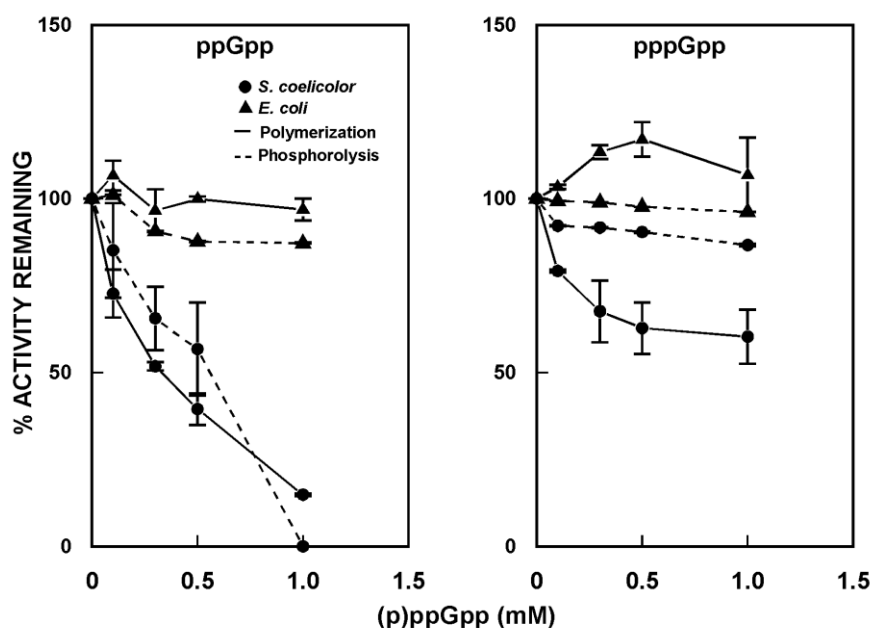 150
ppGpp
S. coelicolor
E. coli
Polymerization
Phosphorolysis
100
50
0
0
0.5
1.0
1.5
% ACTIVITY REMAINING
150
pppGpp
100
50
0
0
0.5
1.0
1.5
(p)ppGpp (mM)